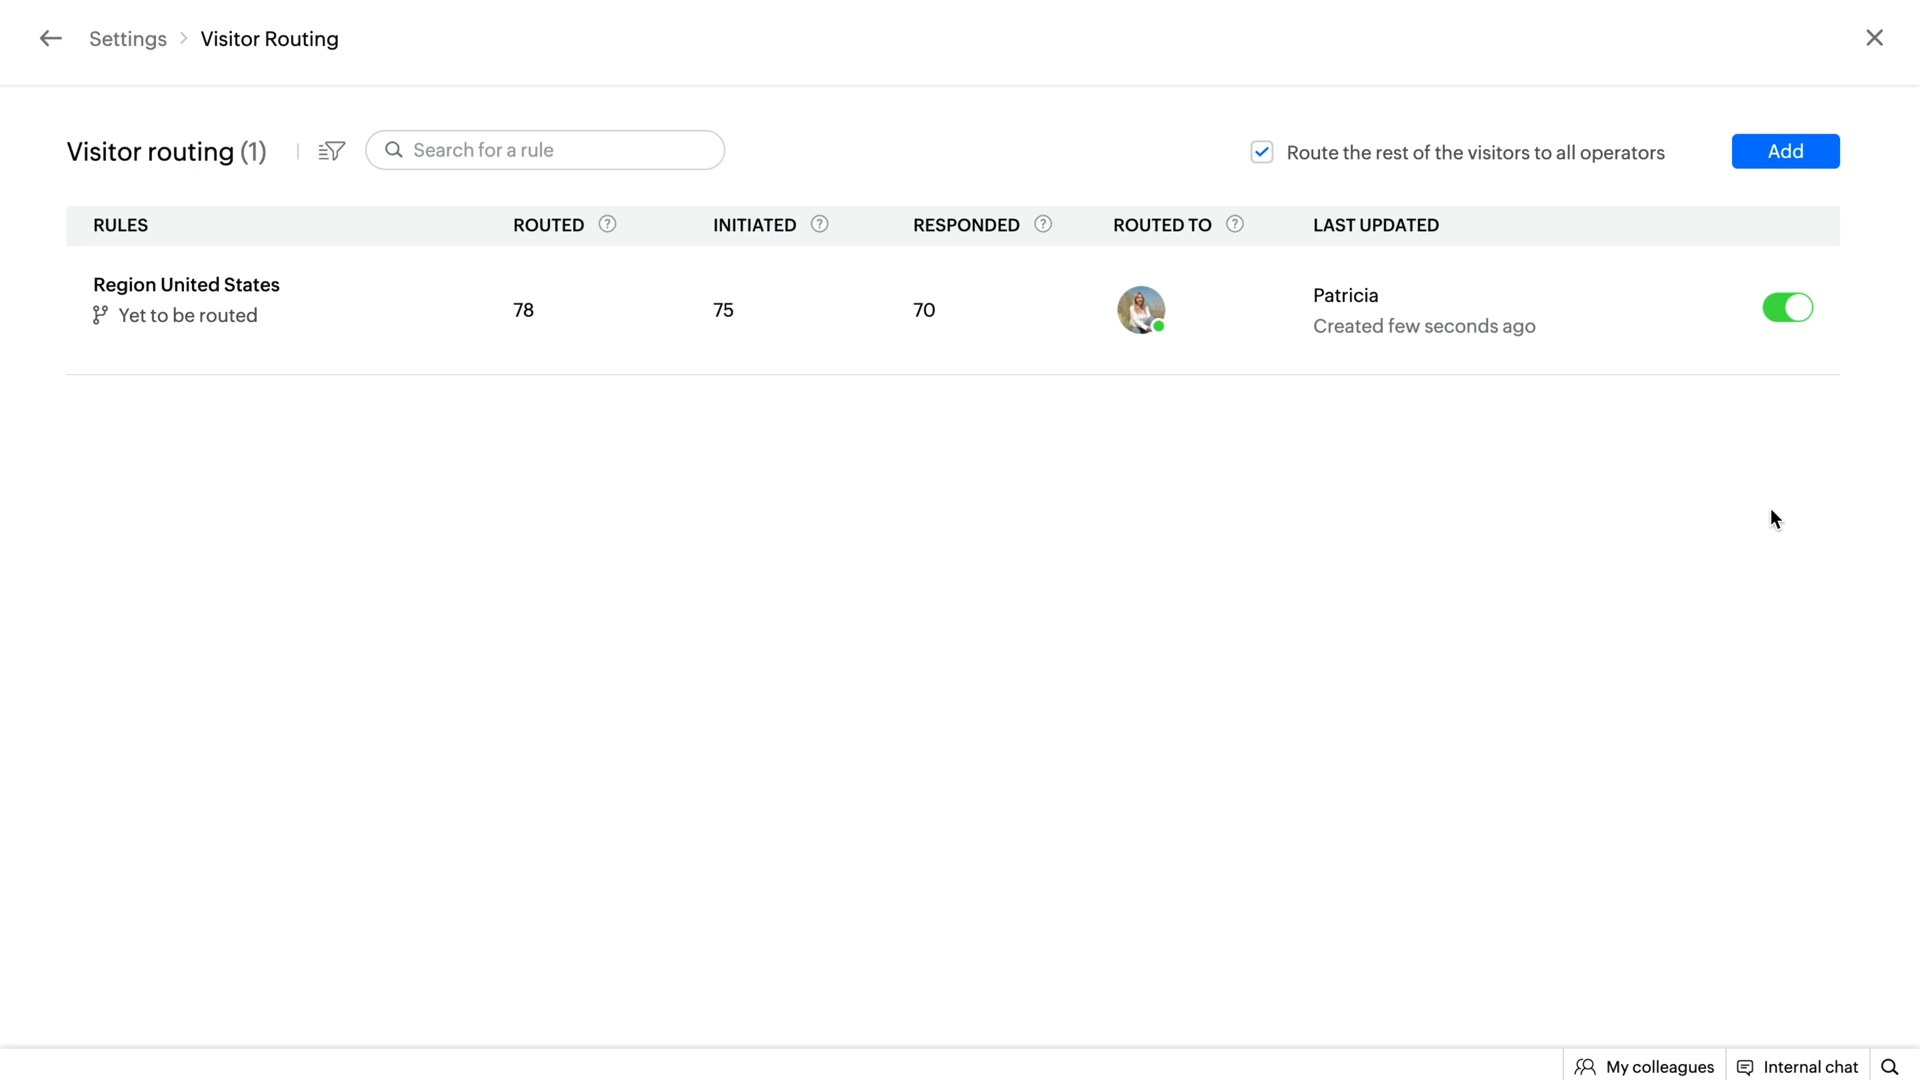 Settings
Visitor Routing
Visitor routing (1)
Search for a rule
Route the rest of the visitors to all operators
Add
RULES
ROUTED
INITIATED
RESPONDED
ROUTED TO
LAST UPDATED
Region United States
Yet to be routed
78
75
70
Patricia
Created few seconds ago
My colleagues
Internal chat